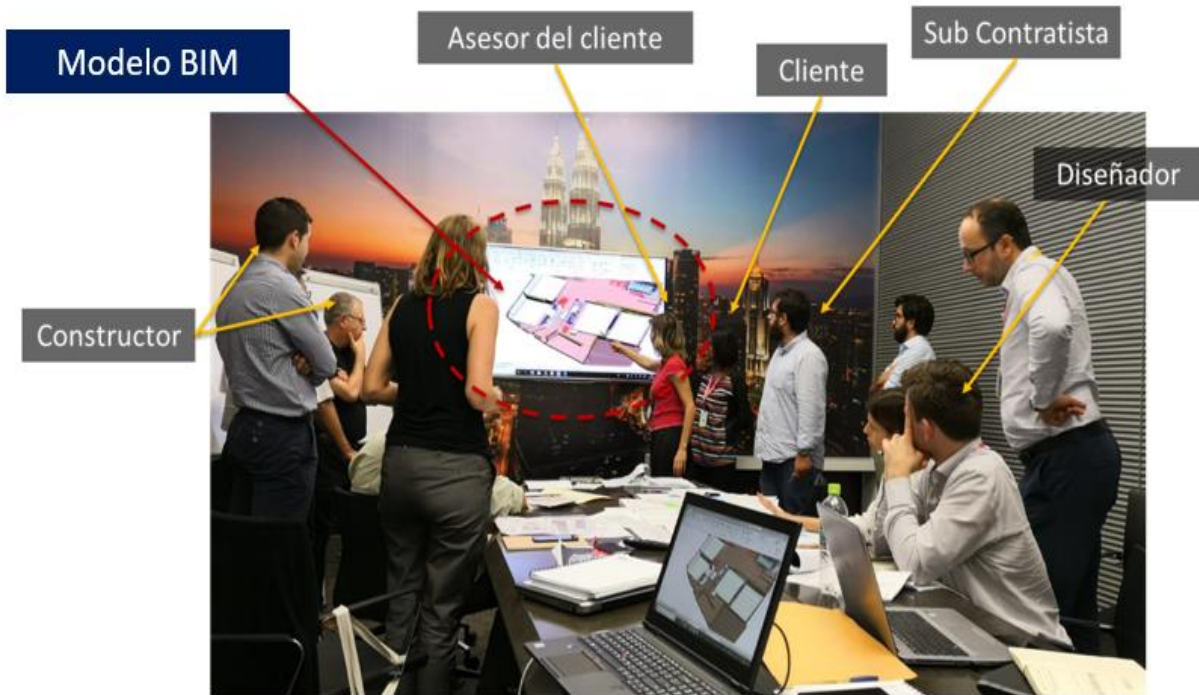 Modelo BIM
Asesor del cliente
Cliente
Sub Contratista
Diseñador
Constructor